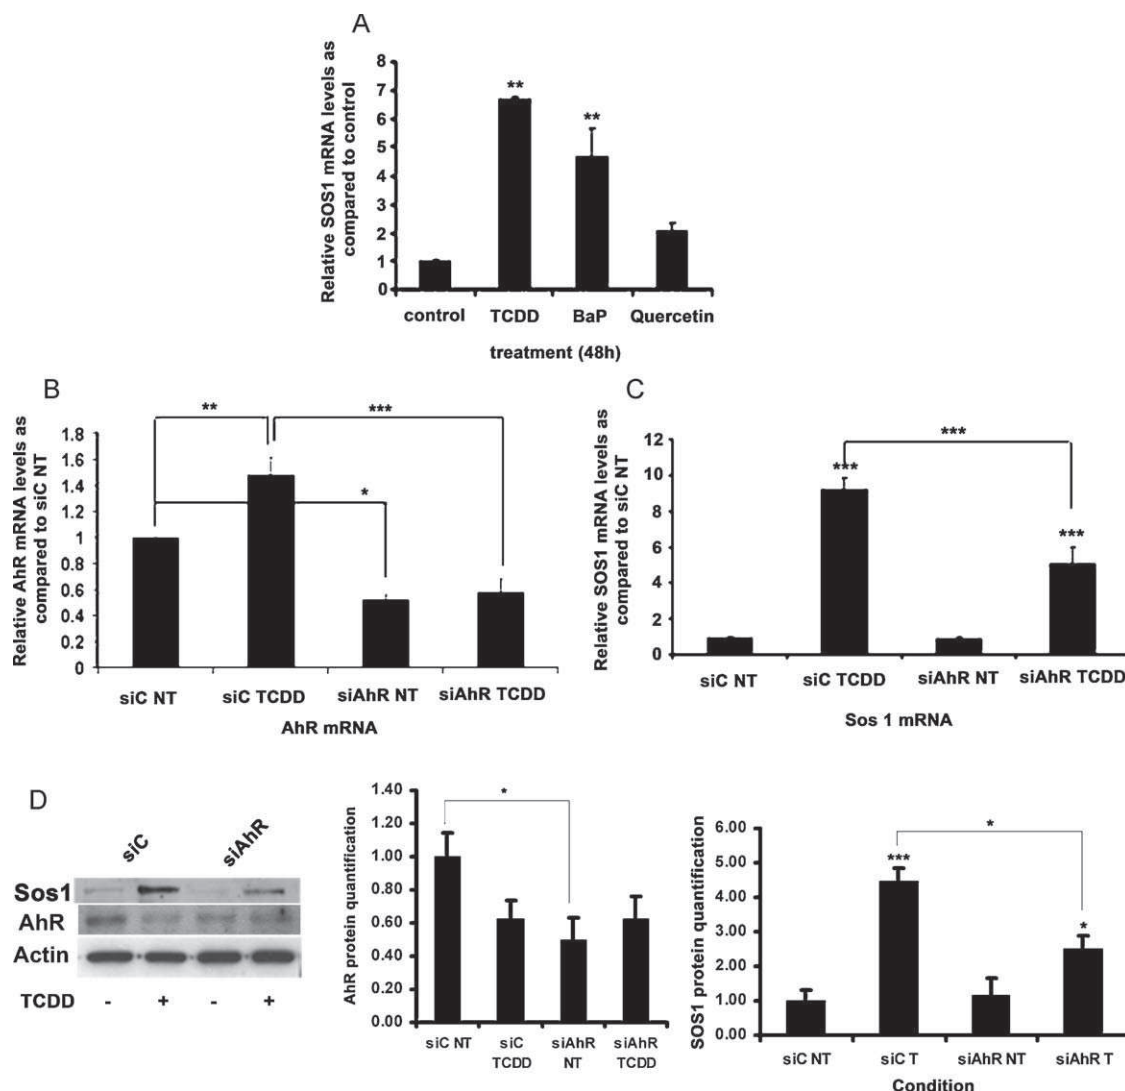 A
Relative SOS1 mRNA levels as
compared to control
8
7
6
5
4
3
2
1
0
**
**
control TCDD BaP Quercetin
treatment (48h)
B
Relative AhR mRNA levels as
compared to siC NT
1.8
1.6
1.4
1.2
1
0.8
0.6
0.4
0.2
0
**
***
*
siC NT siC TCDD siAhR NT siAhR TCDD
AhR mRNA
C
Relative SOS1 mRNA levels as
compared to siC NT
12
10
8
6
4
2
0
***
***
***
siC NT siC TCDD siAhR NT siAhR TCDD
Sos 1 mRNA
D
siC siAhR
Sos1
AhR
Actin
TCDD - + - +
AhR protein quantification
1.40
1.20
1.00
0.80
0.60
0.40
0.20
0.00
*
siC NT siC TCDD siAhR NT siAhR TCDD
SOS1 protein quantification
6.00
5.00
4.00
3.00
2.00
1.00
0.00
*
***
*
siC NT siC T siAhR NT siAhR T
Condition